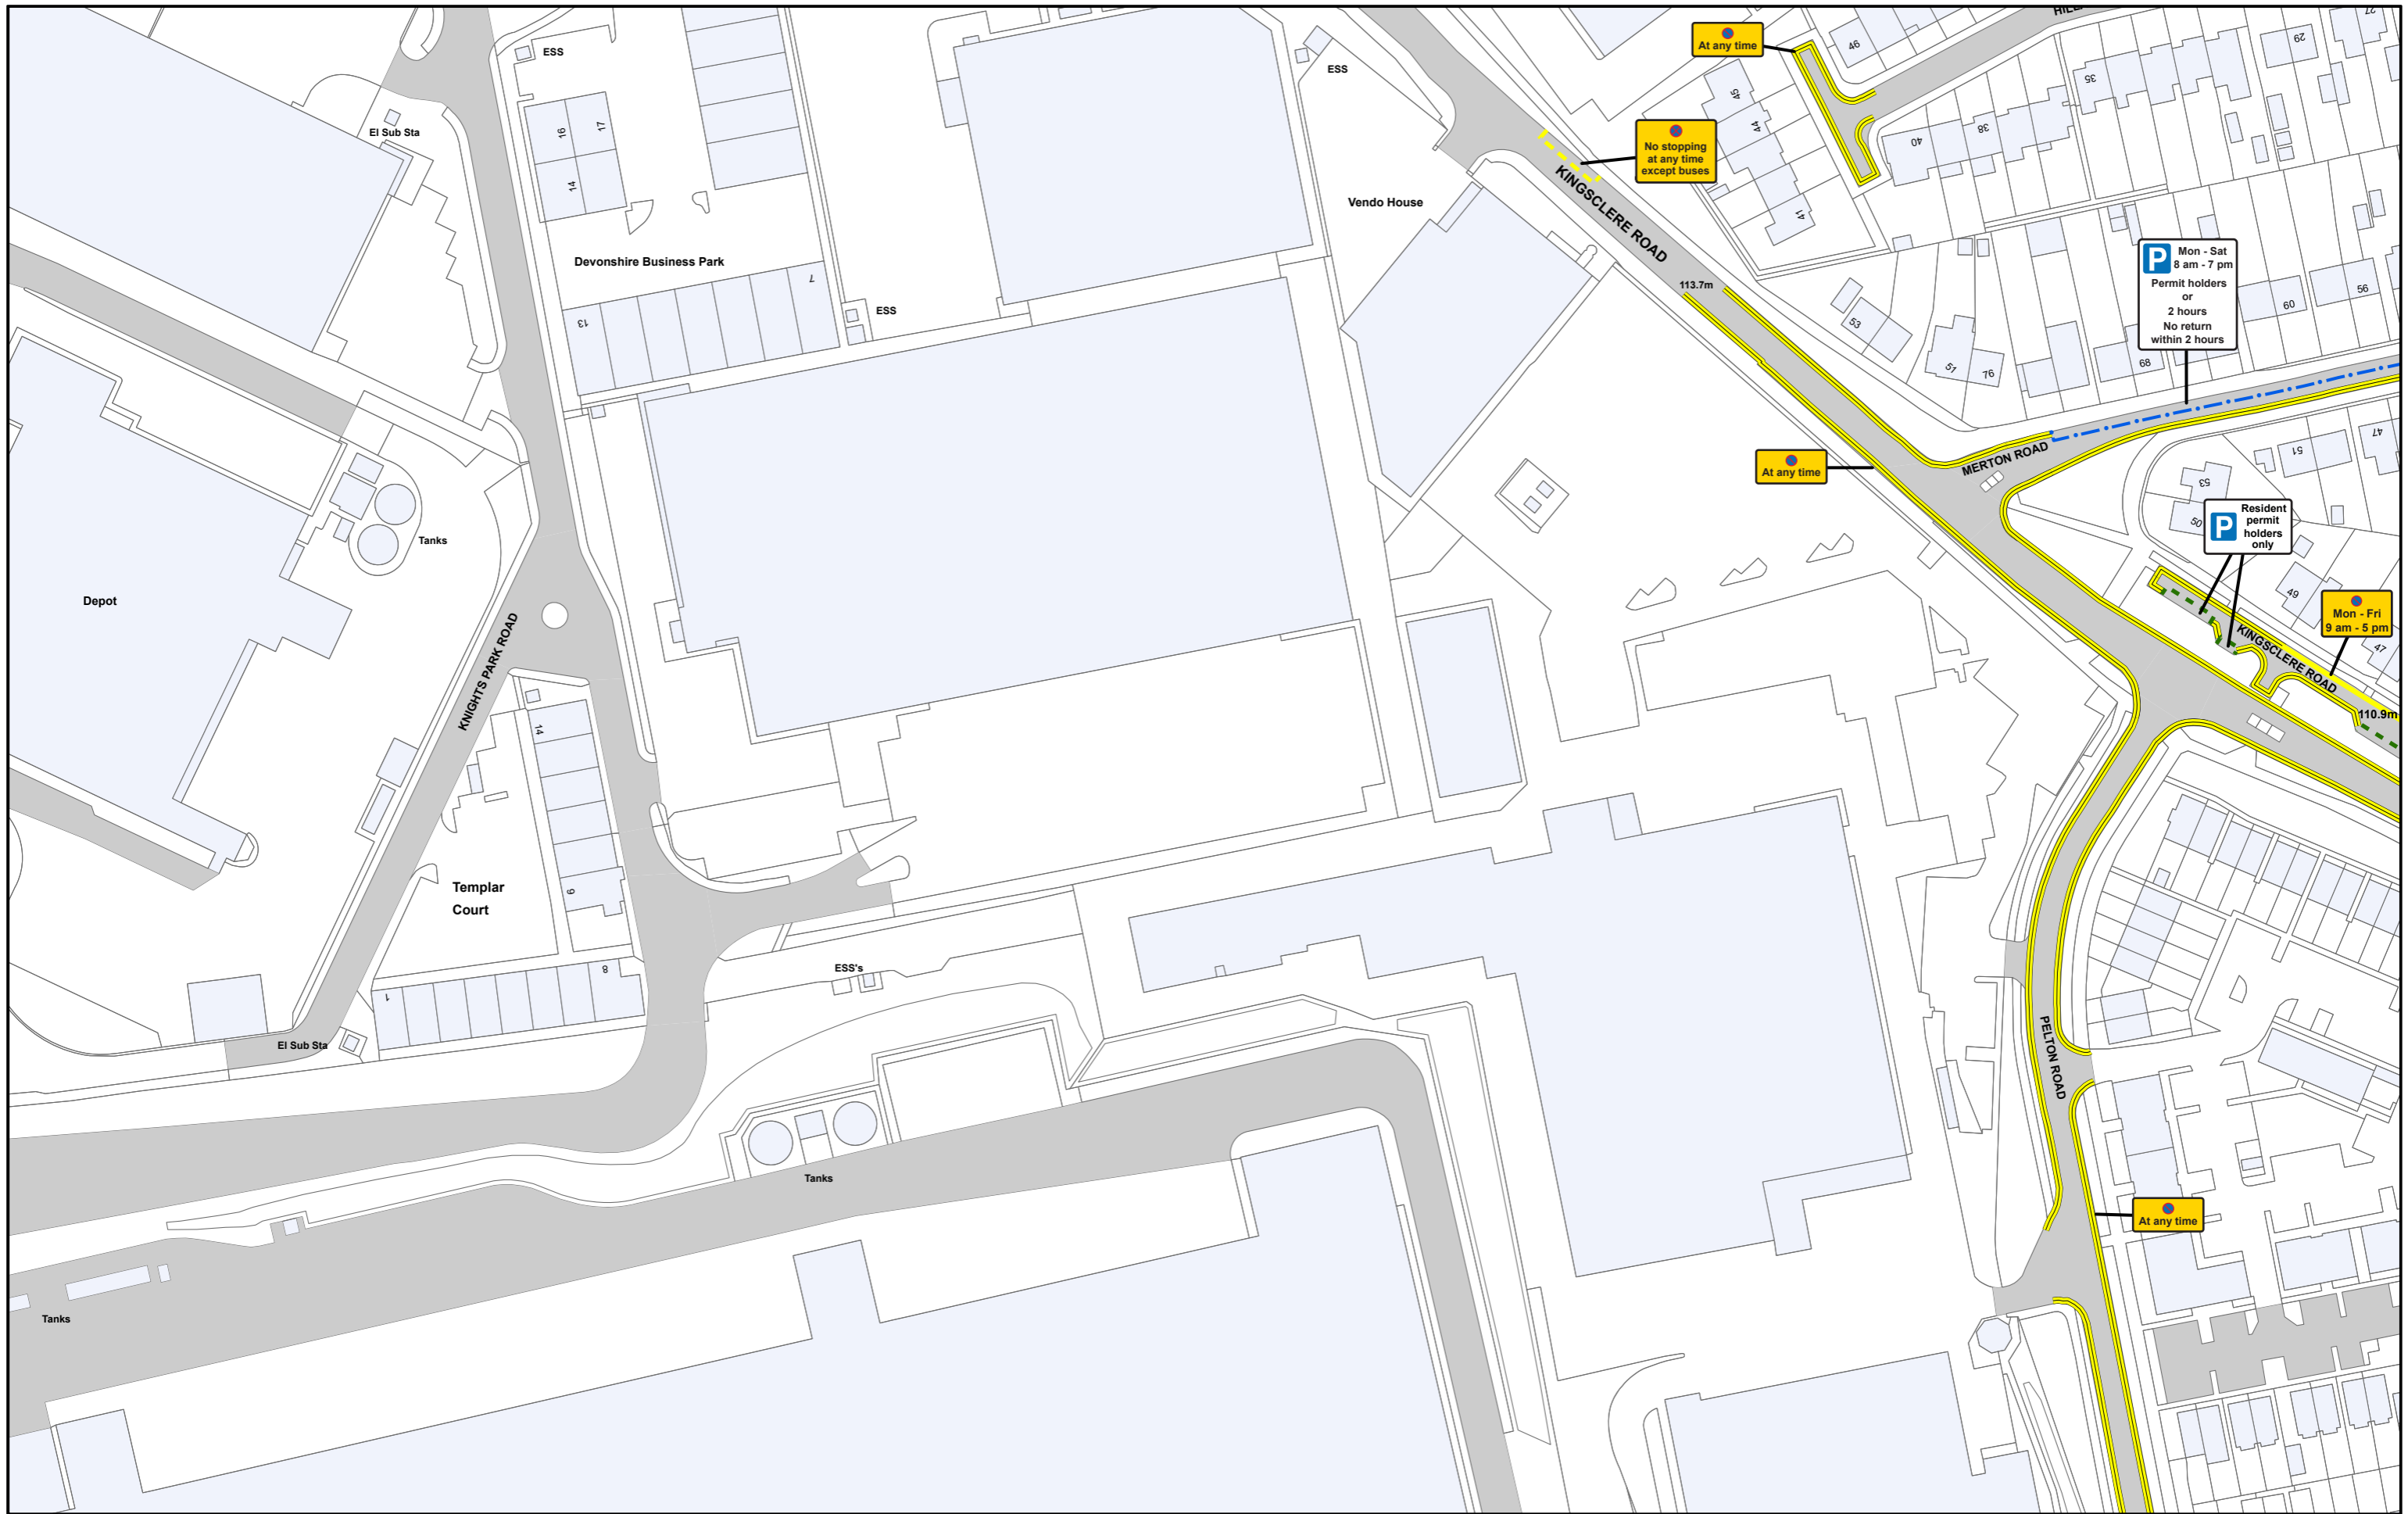 HILL
27
29
ESS
At any time
46
ESS
35
45
16
17
El Sub Sta
44
No stopping
at any time
except buses
40
38
14
KINGSCLERE ROAD
Vendo House
41
P
Mon - Sat
8 am - 7 pm
Permit holders
or
2 hours
No return
within 2 hours
Devonshire Business Park
7
113.7m
56
60
ESS
13
53
51
76
68
47
MERTON ROAD
51
At any time
53
50
P
Resident
permit
holders
only
Tanks
49
Depot
Mon - Fri
9 am - 5 pm
KINGSCLERE ROAD
47
KNIGHTS PARK ROAD
110.9m
14
Templar
Court
9
ESS's
8
1
El Sub Sta
PELTON ROAD
Tanks
At any time
Tanks